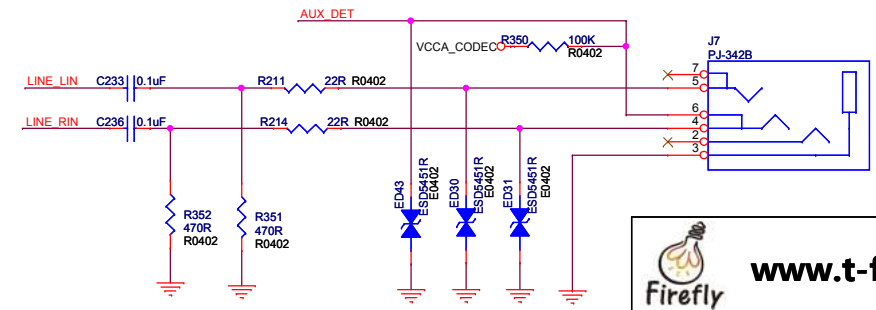 AUX_DET
VCCA_CODEC
R350
100K
R0402
J7
PJ-342B
LINE_LIN
C233
0.1uF
R211
22R
R0402
7
5
LINE_RIN
C236
0.1uF
R214
22R
R0402
6
4
2
3
R352
470R
R0402
R351
470R
R0402
ED43
ESD5451R
E0402
ED30
ESD5451R
E0402
ED31
ESD5451R
E0402
Firefly
www.t-f